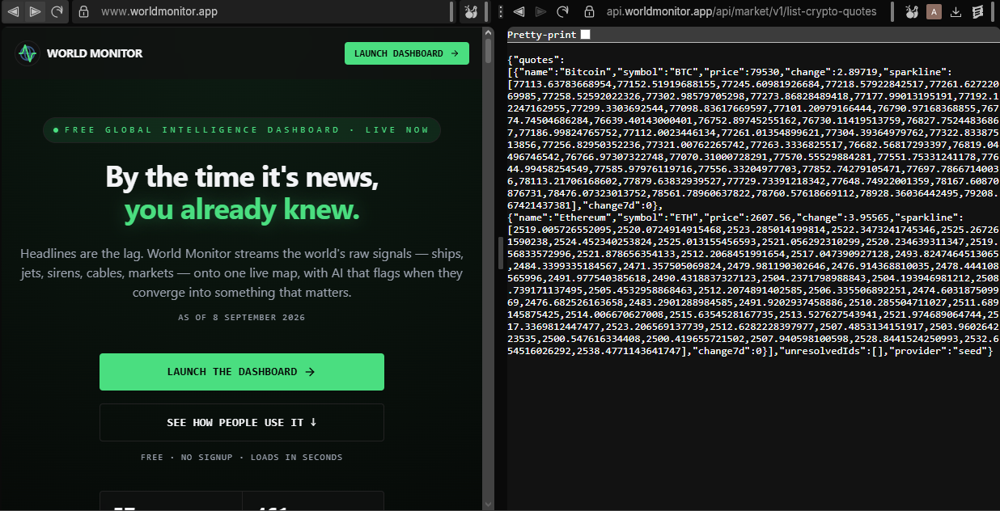 www.worldmonitor.app
WORLD MONITOR
LAUNCH DASHBOARD →
FREE GLOBAL INTELLIGENCE DASHBOARD · LIVE NOW
By the time it's news,
you already knew.
Headlines are the lag. World Monitor streams the world's raw signals — ships,
jets, sirens, cables, markets — onto one live map, with AI that flags when they
converge into something that matters.
AS OF 8 SEPTEMBER 2026
LAUNCH THE DASHBOARD →
SEE HOW PEOPLE USE IT ↓
FREE · NO SIGNUP · LOADS IN SECONDS
api.worldmonitor.app/api/market/v1/list-crypto-quotes
A
Pretty-print
{"quotes":
[{"name":"Bitcoin","symbol":"BTC","price":79530,"change":2.89719,"sparkline":
[77113.63783668954,77152.51919688155,77245.60981926684,77218.57922842517,77261.627220
69985,77258.52592022326,77302.98579705298,77273.86828489418,77177.99013195191,77192.1
2247162955,77299.3303692544,77098.83617669597,77101.20979166444,76790.97168368855,767
74.74504686284,76639.40143000401,76752.89745255162,76730.11419513759,76827.7524483686
7,77186.99824765752,77112.0023446134,77261.01354899621,77304.39364979762,77322.833875
13856,77256.82950352236,77321.00762265742,77263.3336825517,76682.56817293397,76819.04
496746542,76766.97307322748,77070.31000728291,77570.55529884281,77551.75331241178,776
44.99458254549,77585.97976119716,77556.33204977703,77852.74279105471,77697.7866714003
6,78113.21706168602,77879.63832939527,77729.73391218342,77648.74922001359,78167.60870
876731,78476.07323013752,78561.78960637822,78760.57618669112,78928.36036442495,79208.
67421437381],"change7d":0},
{"name":"Ethereum","symbol":"ETH","price":2607.56,"change":3.95565,"sparkline":
[2519.005726552095,2520.0724914915468,2523.285014199814,2522.3473241745346,2525.26726
1590238,2524.452340253824,2525.013155456593,2521.056292310299,2520.234639311347,2519.
56833572996,2521.878656354133,2512.2068451991654,2517.047390927128,2493.8247464513065
,2484.3399335184567,2471.357505069824,2479.981190302646,2476.914368810035,2478.444108
565996,2491.977540385618,2490.4318837327123,2504.2371798988843,2504.193946981212,2508
.739171137495,2505.4532958868463,2512.2074891402585,2506.335506892251,2474.6031875099
69,2476.682526163658,2483.2901288984585,2491.9202937458886,2510.285504711027,2511.689
145875425,2514.006670627008,2515.6354528167735,2513.527627543941,2521.974689064744,25
17.3369812447477,2523.206569137739,2512.6282228397977,2507.4853134151917,2503.9602642
23535,2500.547616334408,2500.419655721502,2507.940598100598,2528.8441524250993,2532.6
54516026292,2538.4771143641747],"change7d":0}],"unresolvedIds":[],"provider":"seed"}